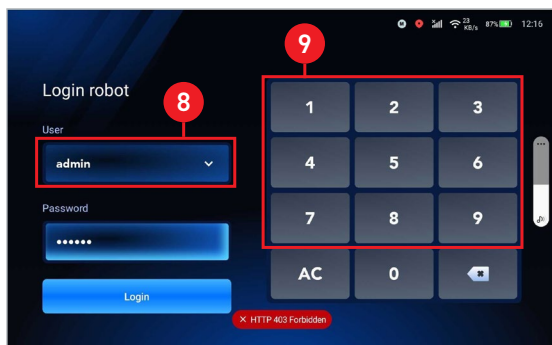 23
KB/s
87%
12:16
9
Login robot
8
User
admin
Password
Login
1 2 3
4 5 6
7 8 9
AC 0
HTTP 403 Forbidden